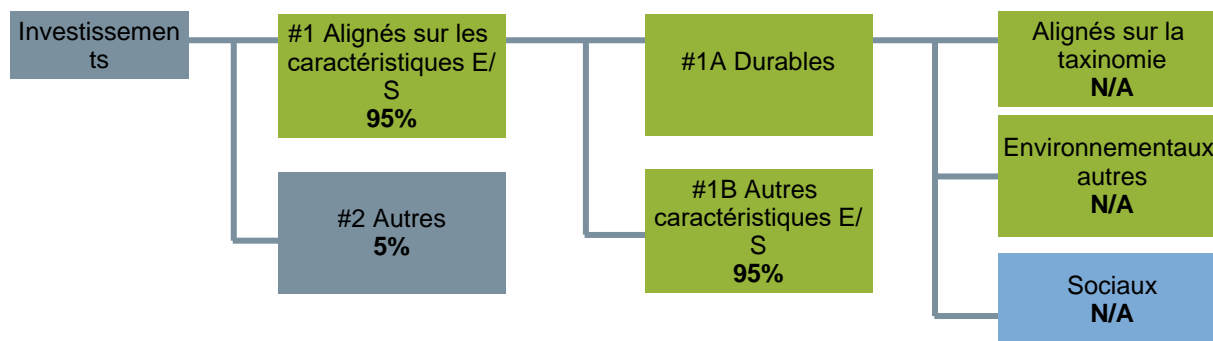 Investissemen
ts
#1 Alignés sur les
caractéristiques E/
S
95%
#2 Autres
5%
#1A Durables
#1B Autres
caractéristiques E/
S
95%
Alignés sur la
taxinomie
N/A
Environnementaux
autres
N/A
Sociaux
N/A